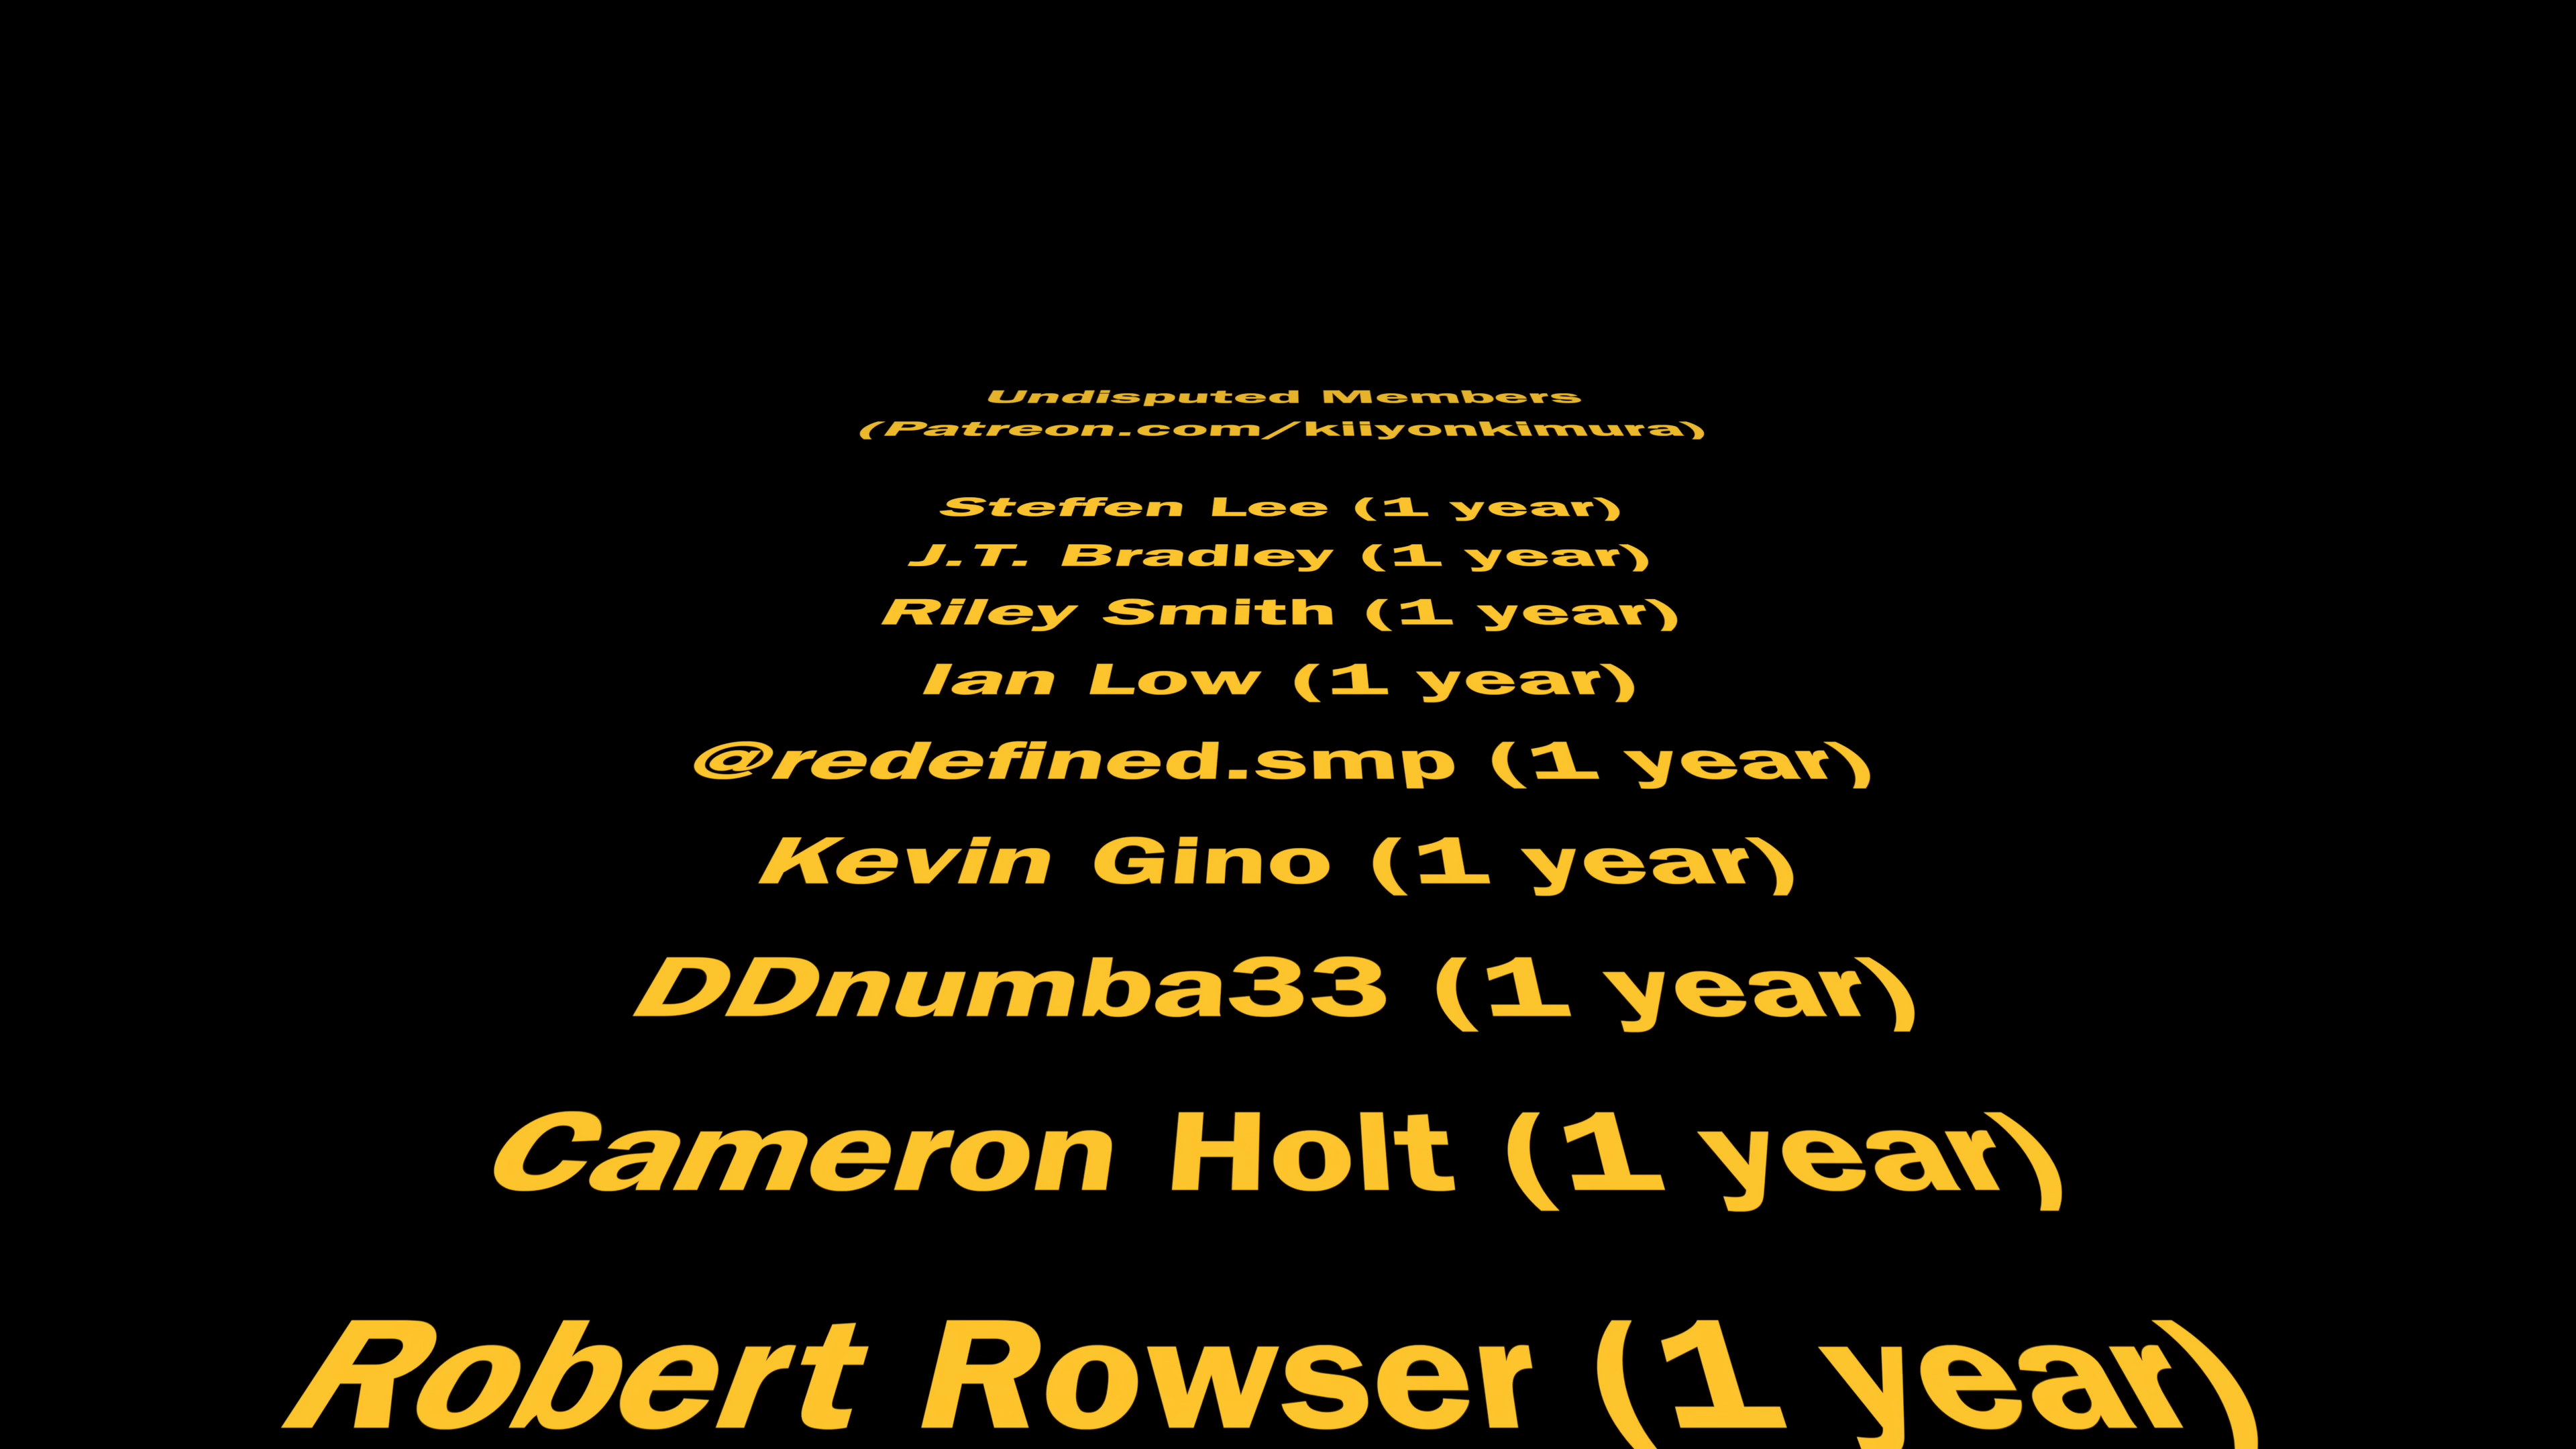 Undisputed Members
(Patreon.com/kiiyonkimura)
Steffen Lee (1 year)
J.T. Bradley (1 year)
Riley Smith (1 year)
Ian Low (1 year)
@redefined.smp (1 year)
Kevin Gino (1 year)
DDnumba33 (1 year)
Cameron Holt (1 year)
Robert Rowser (1 year)